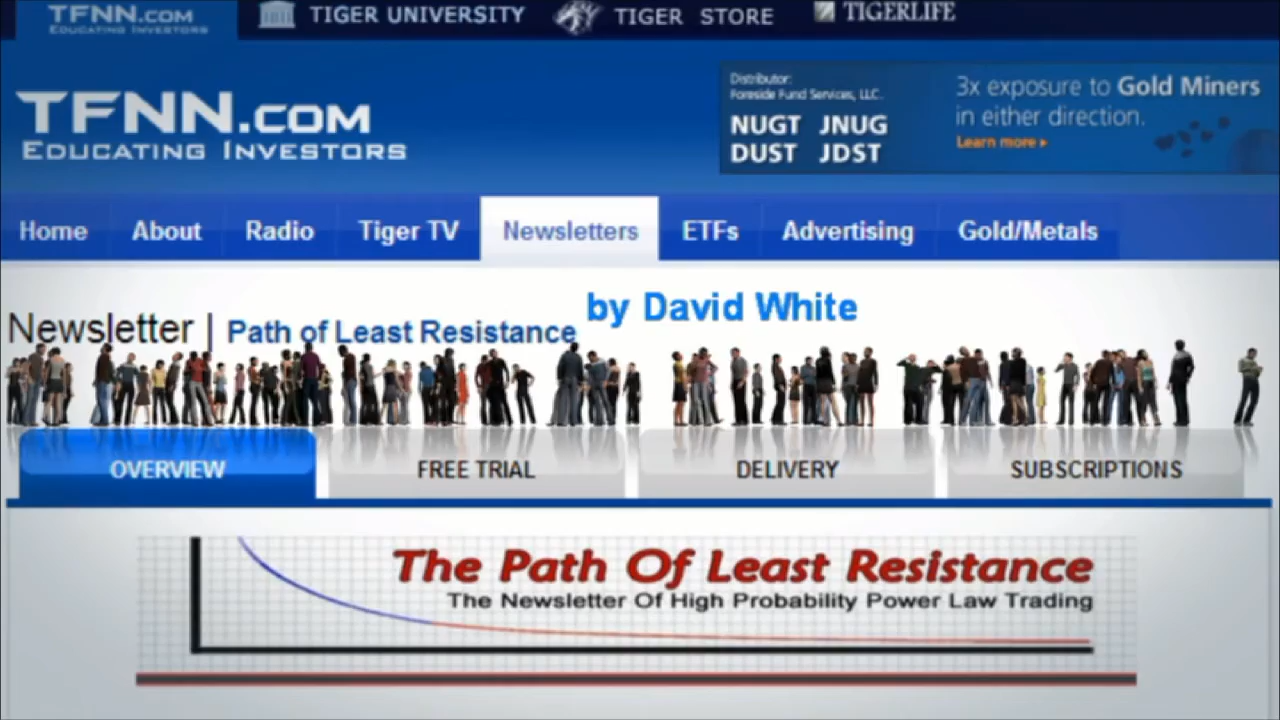 TFNN.COM
EDUCATING INVESTORS
TIGER UNIVERSITY
TIGER STORE
TIGERLIFE
TFNN.COM
EDUCATING INVESTORS
Distributor:
Foreside Fund Services, LLC.
NUGT JNUG
DUST JDST
3x exposure to Gold Miners
in either direction.
Learn more
Home About Radio Tiger TV Newsletters ETFs Advertising Gold/Metals
by David White
Newsletter | Path of Least Resistance
OVERVIEW FREE TRIAL DELIVERY SUBSCRIPTIONS
The Path Of Least Resistance
The Newsletter Of High Probability Power Law Trading